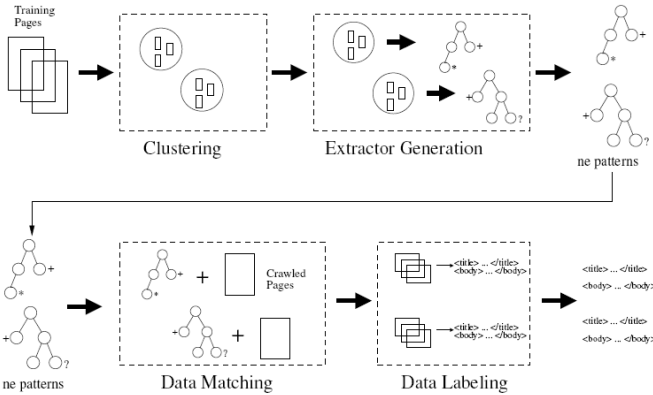 Training
Pages
+
*
+
?
Clustering
Extractor Generation
+
*
+
?
ne patterns
+
*
+
?
ne patterns
+
*
+
Crawled
Pages
+
?
+
Data Matching
<title> ... </title>
<body> ... </body>
<title> ... </title>
<body> ... </body>
Data Labeling
<title> ... </title>
<body> ... </body>
<title> ... </title>
<body> ... </body>